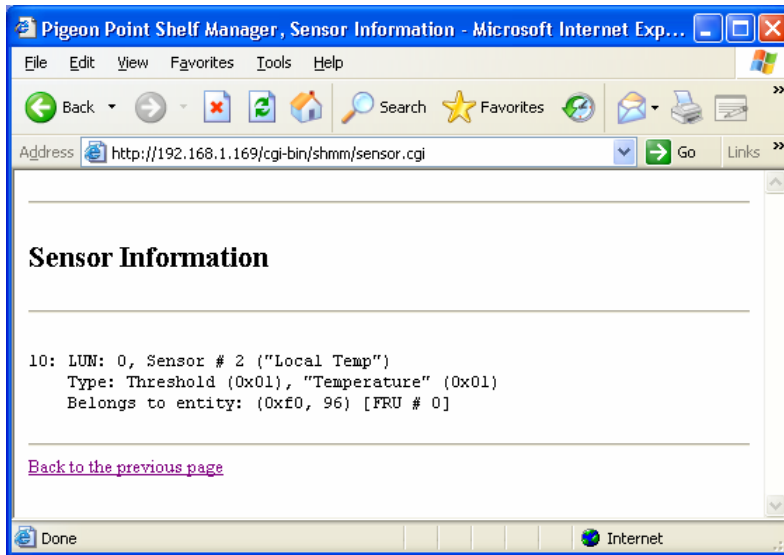 Pigeon Point Shelf Manager, Sensor Information - Microsoft Internet Exp...
File Edit View Favorites Tools Help
Back Search Favorites »
Address http://192.168.1.169/cgi-bin/shmm/sensor.cgi Go Links »
Sensor Information
10: LUN: 0, Sensor # 2 ("Local Temp")
Type: Threshold (0x01), "Temperature" (0x01)
Belongs to entity: (0xf0, 96) [FRU # 0]
Back to the previous page
Done Internet